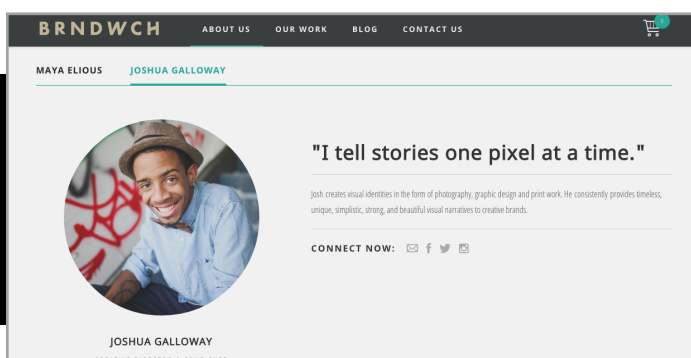 BRNDWCH ABOUT US OUR WORK BLOG CONTACT US 0
MAYA ELIOUS JOSHUA GALLOWAY
"I tell stories one pixel at a time."
Josh creates visual identities in the form of photography, graphic design and print work. He consistently provides timeless,
unique, simplistic, strong, and beautiful visual narratives to creative brands.
CONNECT NOW:
JOSHUA GALLOWAY